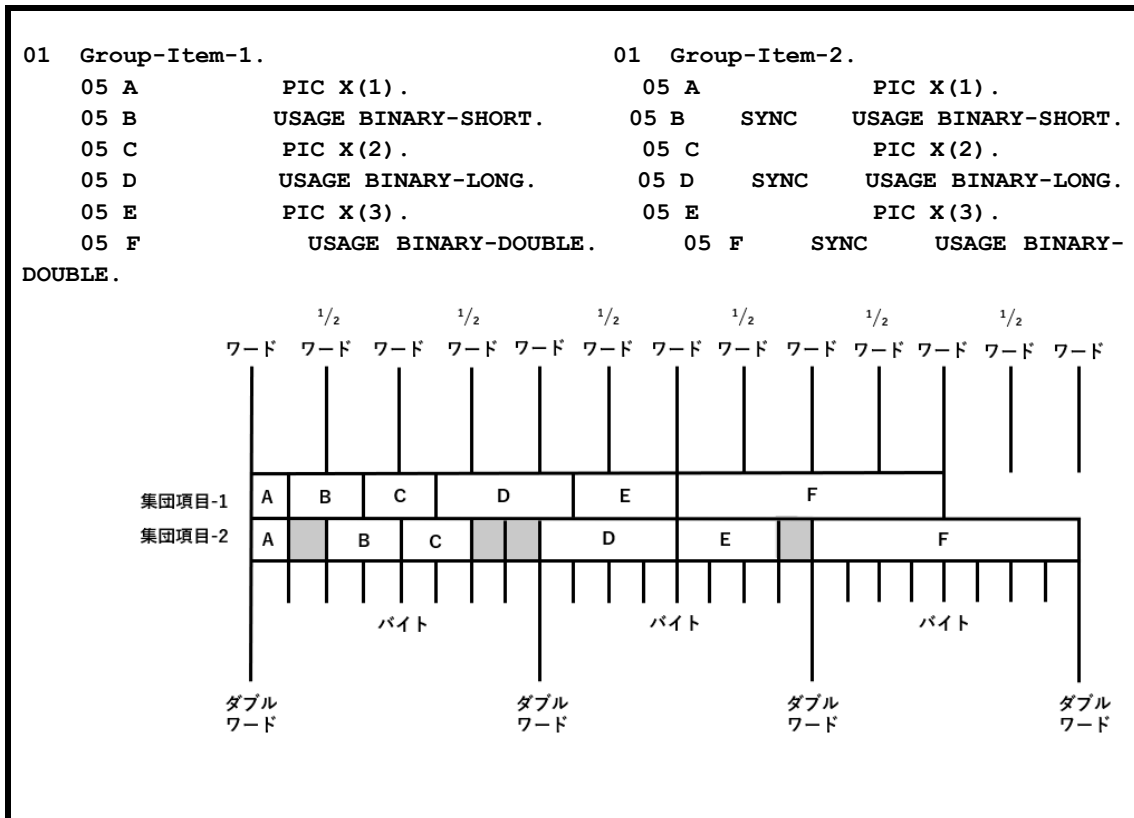 01  Group-Item-1.                01  Group-Item-2.
05 A          PIC X(1).          05 A               PIC X(1).
05 B          USAGE BINARY-SHORT.          05 B    SYNC    USAGE BINARY-SHORT.
05 C          PIC X(2).          05 C               PIC X(2).
05 D          USAGE BINARY-LONG.          05 D    SYNC    USAGE BINARY-LONG.
05 E          PIC X(3).          05 E               PIC X(3).
05 F          USAGE BINARY-DOUBLE.          05 F    SYNC    USAGE BINARY-
DOUBLE.
1/2 1/2 1/2 1/2 1/2 1/2
ワード ワード ワード ワード ワード ワード ワード ワード ワード ワード ワード ワード ワード
集団項目-1 A B C D E F
集団項目-2 A B C D E F
バイト バイト バイト
ダブル ダブル ダブル ダブル
ワード ワード ワード ワード